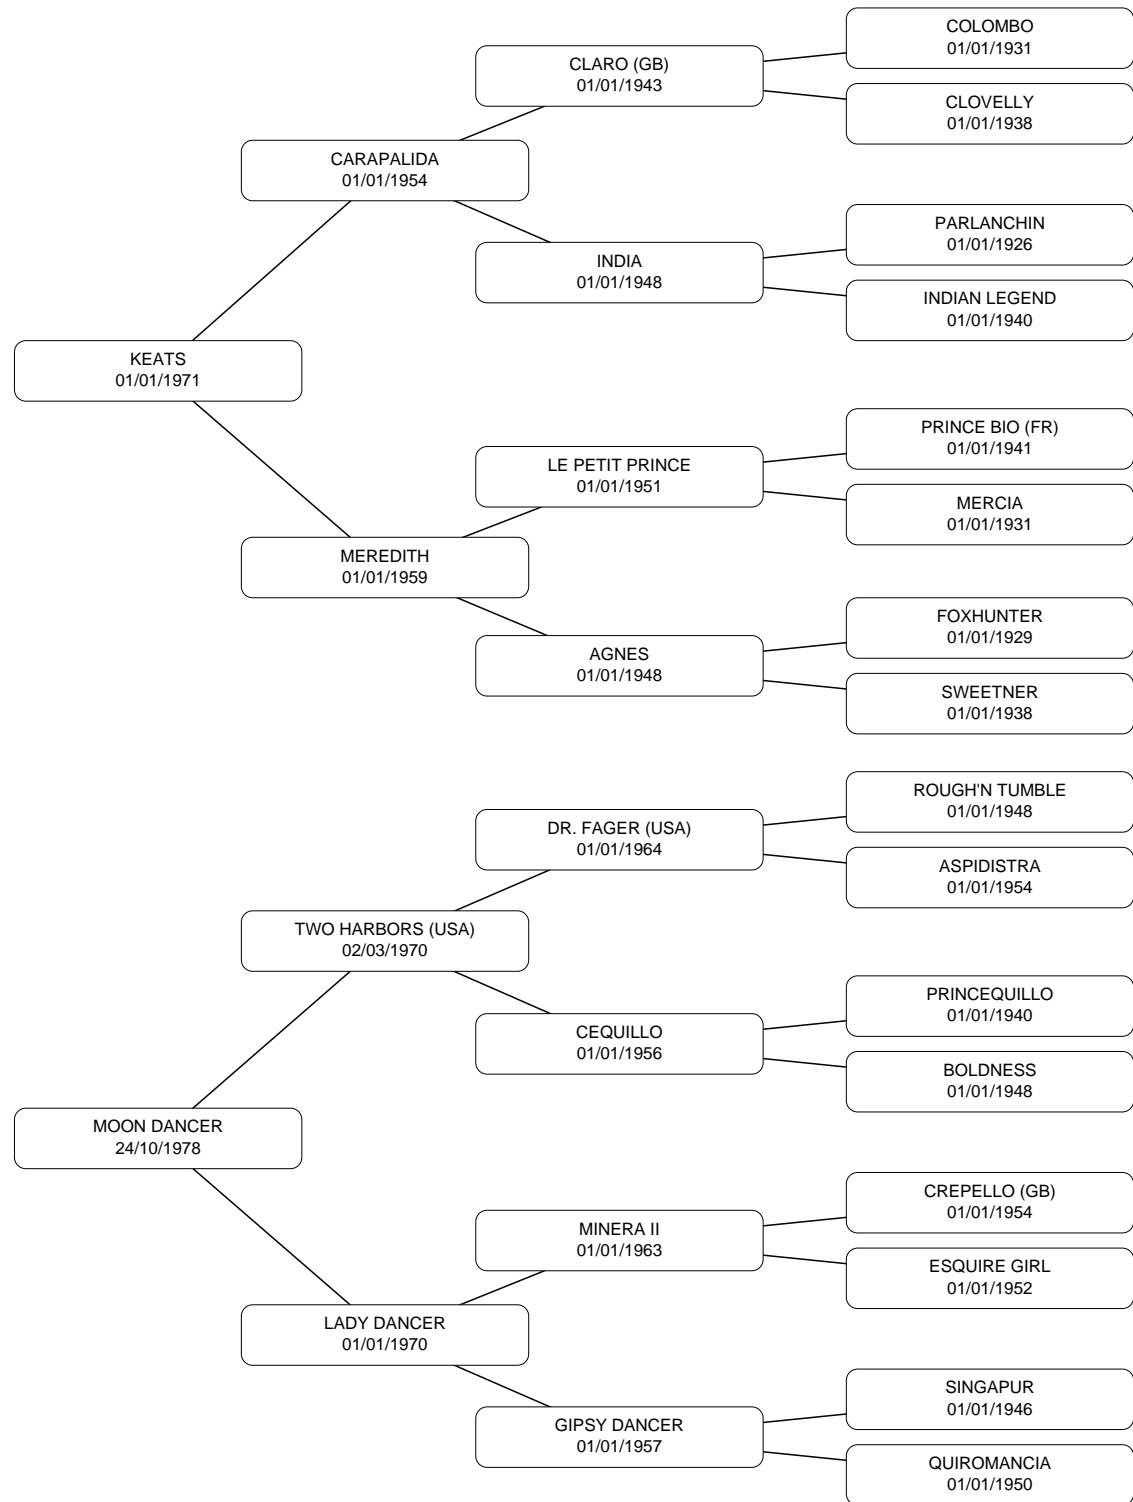 COLOMBO
01/01/1931
CLARO (GB)
01/01/1943
CLOVELLY
01/01/1938
CARAPALIDA
01/01/1954
PARLANCHIN
01/01/1926
INDIA
01/01/1948
INDIAN LEGEND
01/01/1940
KEATS
01/01/1971
PRINCE BIO (FR)
01/01/1941
LE PETIT PRINCE
01/01/1951
MERCIA
01/01/1931
MEREDITH
01/01/1959
FOXHUNTER
01/01/1929
AGNES
01/01/1948
SWEETNER
01/01/1938
ROUGH'N TUMBLE
01/01/1948
DR. FAGER (USA)
01/01/1964
ASPIDISTRA
01/01/1954
TWO HARBORS (USA)
02/03/1970
PRINCEQUILLO
01/01/1940
CEQUILLO
01/01/1956
BOLDNESS
01/01/1948
MOON DANCER
24/10/1978
CREPELLO (GB)
01/01/1954
MINERA II
01/01/1963
ESQUIRE GIRL
01/01/1952
LADY DANCER
01/01/1970
SINGAPUR
01/01/1946
GIPSY DANCER
01/01/1957
QUIROMANCIA
01/01/1950